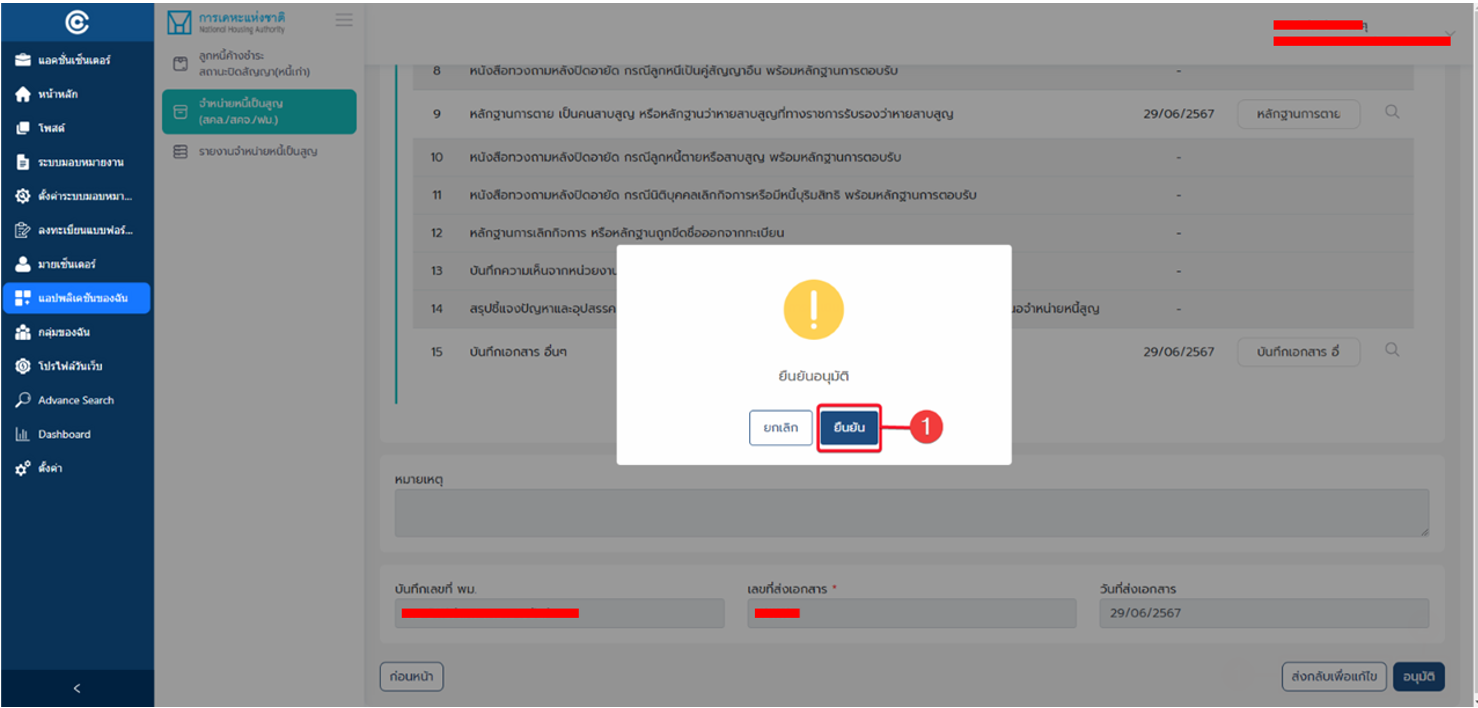 การเคหะแห่งชาติ
National Housing Authority
แอคชั่นเซ็นเตอร์
หน้าหลัก
โพสต์
ระบบมอบหมายงาน
ตั้งค่าระบบมอบหมา...
ลงทะเบียนแบบฟอร์...
มายเซ็นเตอร์
แอปพลิเคชันของฉัน
กลุ่มของฉัน
โปรไฟล์วันเว็บ
Advance Search
Dashboard
ตั้งค่า
<
ลูกหนี้ค้างชำระ
สถานะปิดสัญญา(หนี้เก่า)
จำหน่ายหนี้เป็นสูญ
(สคล./สคจ./พม.)
รายงานจำหน่ายหนี้เป็นสูญ
8 หนังสือทวงถามหลังปิดอายัด กรณีลูกหนี้เป็นคู่สัญญาอื่น พร้อมหลักฐานการตอบรับ -
9 หลักฐานการตาย เป็นคนสาบสูญ หรือหลักฐานว่าหายสาบสูญที่ทางราชการรับรองว่าหายสาบสูญ 29/06/2567 หลักฐานการตาย
10 หนังสือทวงถามหลังปิดอายัด กรณีลูกหนี้ตายหรือสาบสูญ พร้อมหลักฐานการตอบรับ -
11 หนังสือทวงถามหลังปิดอายัด กรณีนิติบุคคลเลิกกิจการหรือมีหนี้บุริมสิทธิ พร้อมหลักฐานการตอบรับ -
12 หลักฐานการเลิกกิจการ หรือหลักฐานถูกขีดชื่อออกจากทะเบียน -
13 บันทึกความเห็นจากหน่วยงาน -
14 สรุปชี้แจงปัญหาและอุปสรรค นอจำหน่ายหนี้สูญ -
15 บันทึกเอกสาร อื่นๆ 29/06/2567 บันทึกเอกสาร อื่
ยืนยันอนุมัติ
ยกเลิก ยืนยัน 1
หมายเหตุ
บันทึกเลขที่ พม. เลขที่ส่งเอกสาร * วันที่ส่งเอกสาร
29/06/2567
ก่อนหน้า ส่งกลับเพื่อแก้ไข อนุมัติ